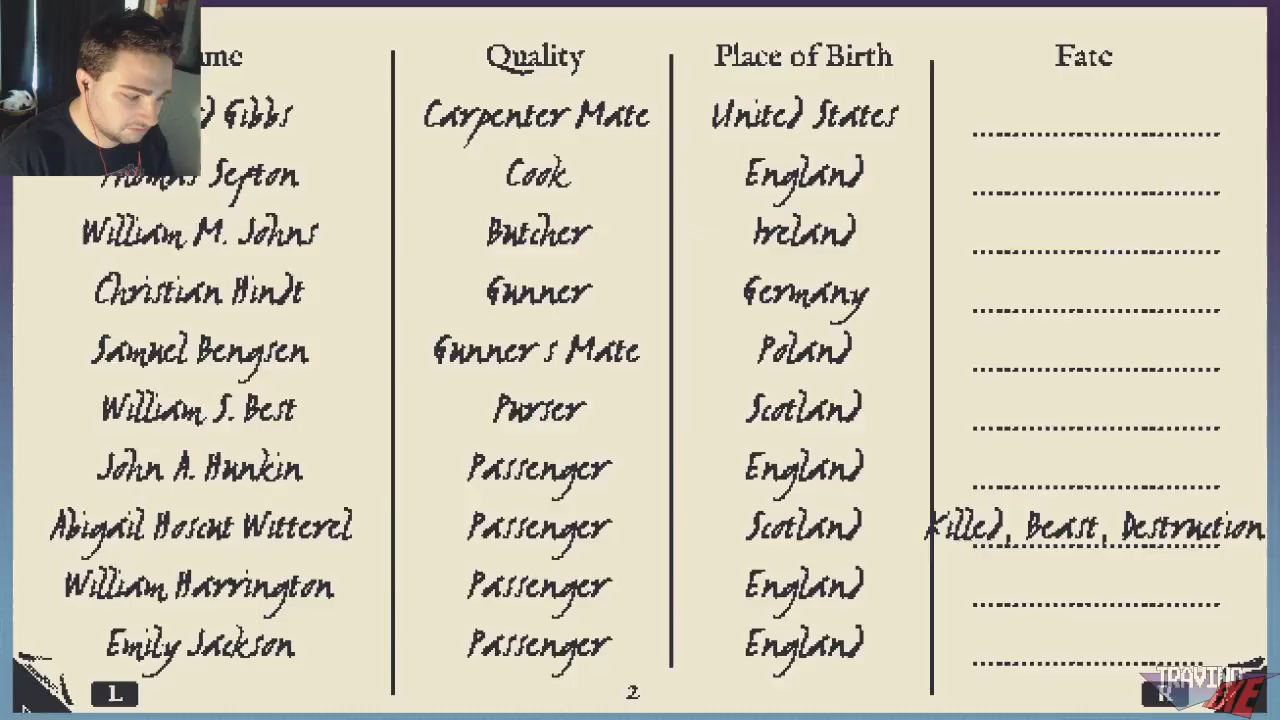 Quality Place of Birth Fate
Gibbs Carpenter Mate United States
Thomas Sefton Cook England
William M. Johns Butcher Ireland
Christian Hindt Gunner Germany
Samuel Bengsen Gunner's Mate Poland
William S. Best Purser Scotland
John A. Hunkin Passenger England
Abigail Hoscut Witterel Passenger Scotland Killed, Beast, Destruction
William Harrington Passenger England
Emily Jackson Passenger England
L 2